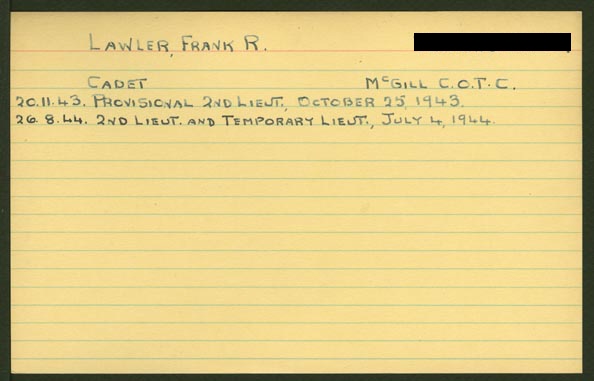 LAWLER, FRANK R.
CADET McGILL C.O.T.C.
20.11.43. PROVISIONAL 2ND LIEUT., OCTOBER 25, 1943.
26.8.44. 2ND LIEUT. AND TEMPORARY LIEUT., JULY 4, 1944.